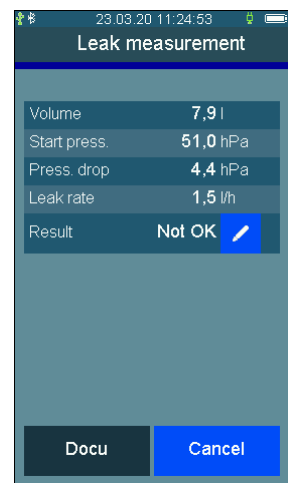 23.03.20 11:24:53
Leak measurement
Volume 7,9 l
Start press. 51,0 hPa
Press. drop 4,4 hPa
Leak rate 1,5 l/h
Result Not OK
Docu Cancel